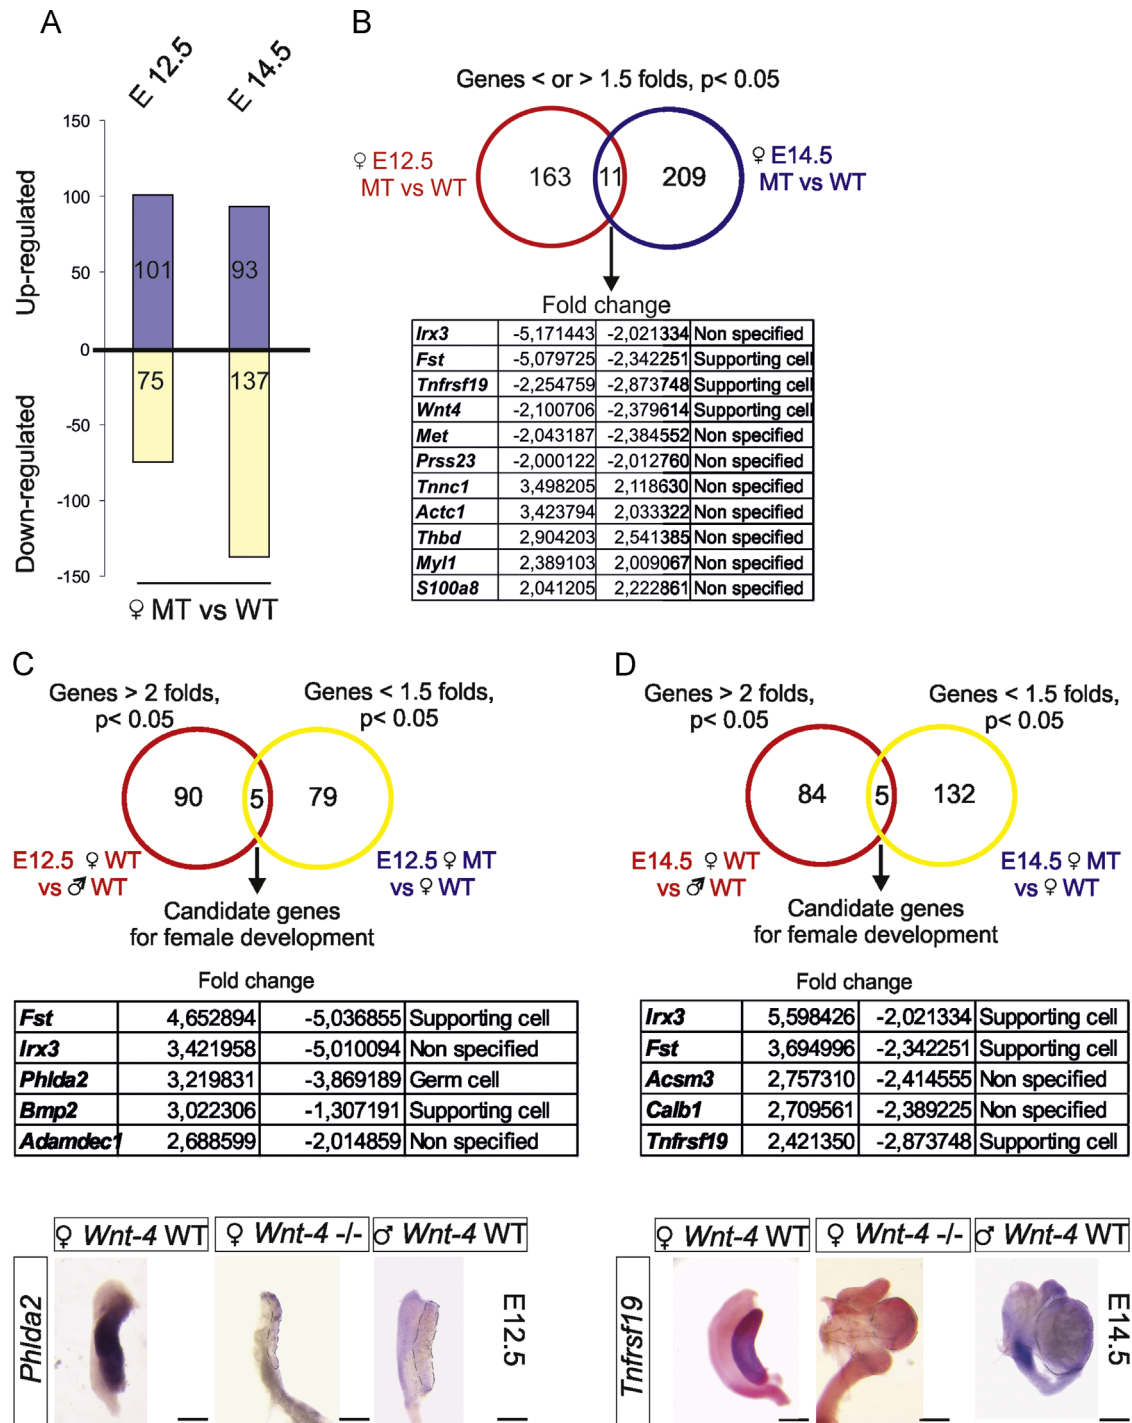 A
E 12.5
E 14.5
150
100
50
0
-50
-100
-150
Up-regulated
Down-regulated
101
93
75
137
♀ MT vs WT
B
Genes < or > 1.5 folds, p< 0.05
♀ E12.5
MT vs WT
163
11
209
♀ E14.5
MT vs WT
Fold change
Irx3 -5,171443 -2,021334 Non specified
Fst -5,079725 -2,342251 Supporting cell
Tnfrsf19 -2,254759 -2,873748 Supporting cell
Wnt4 -2,100706 -2,379614 Supporting cell
Met -2,043187 -2,384552 Non specified
Prss23 -2,000122 -2,012760 Non specified
Tnnc1 3,498205 2,118630 Non specified
Actc1 3,423794 2,033322 Non specified
Thbd 2,904203 2,541385 Non specified
Myl1 2,389103 2,009067 Non specified
S100a8 2,041205 2,222861 Non specified
C
Genes > 2 folds,
p< 0.05
Genes < 1.5 folds,
p< 0.05
90
5
79
E12.5 ♀ WT
vs ♂ WT
E12.5 ♀ MT
vs ♀ WT
Candidate genes
for female development
Fold change
Fst 4,652894 -5,036855 Supporting cell
Irx3 3,421958 -5,010094 Non specified
Phlda2 3,219831 -3,869189 Germ cell
Bmp2 3,022306 -1,307191 Supporting cell
Adamdec1 2,688599 -2,014859 Non specified
♀ Wnt-4 WT
♀ Wnt-4 -/-
♂ Wnt-4 WT
Phlda2
E12.5
D
Genes > 2 folds,
p< 0.05
Genes < 1.5 folds,
p< 0.05
84
5
132
E14.5 ♀ WT
vs ♂ WT
E14.5 ♀ MT
vs ♀ WT
Candidate genes
for female development
Fold change
Irx3 5,598426 -2,021334 Supporting cell
Fst 3,694996 -2,342251 Supporting cell
Acsm3 2,757310 -2,414555 Non specified
Calb1 2,709561 -2,389225 Non specified
Tnfrsf19 2,421350 -2,873748 Supporting cell
♀ Wnt-4 WT
♀ Wnt-4 -/-
♂ Wnt-4 WT
Tnfrsf19
E14.5